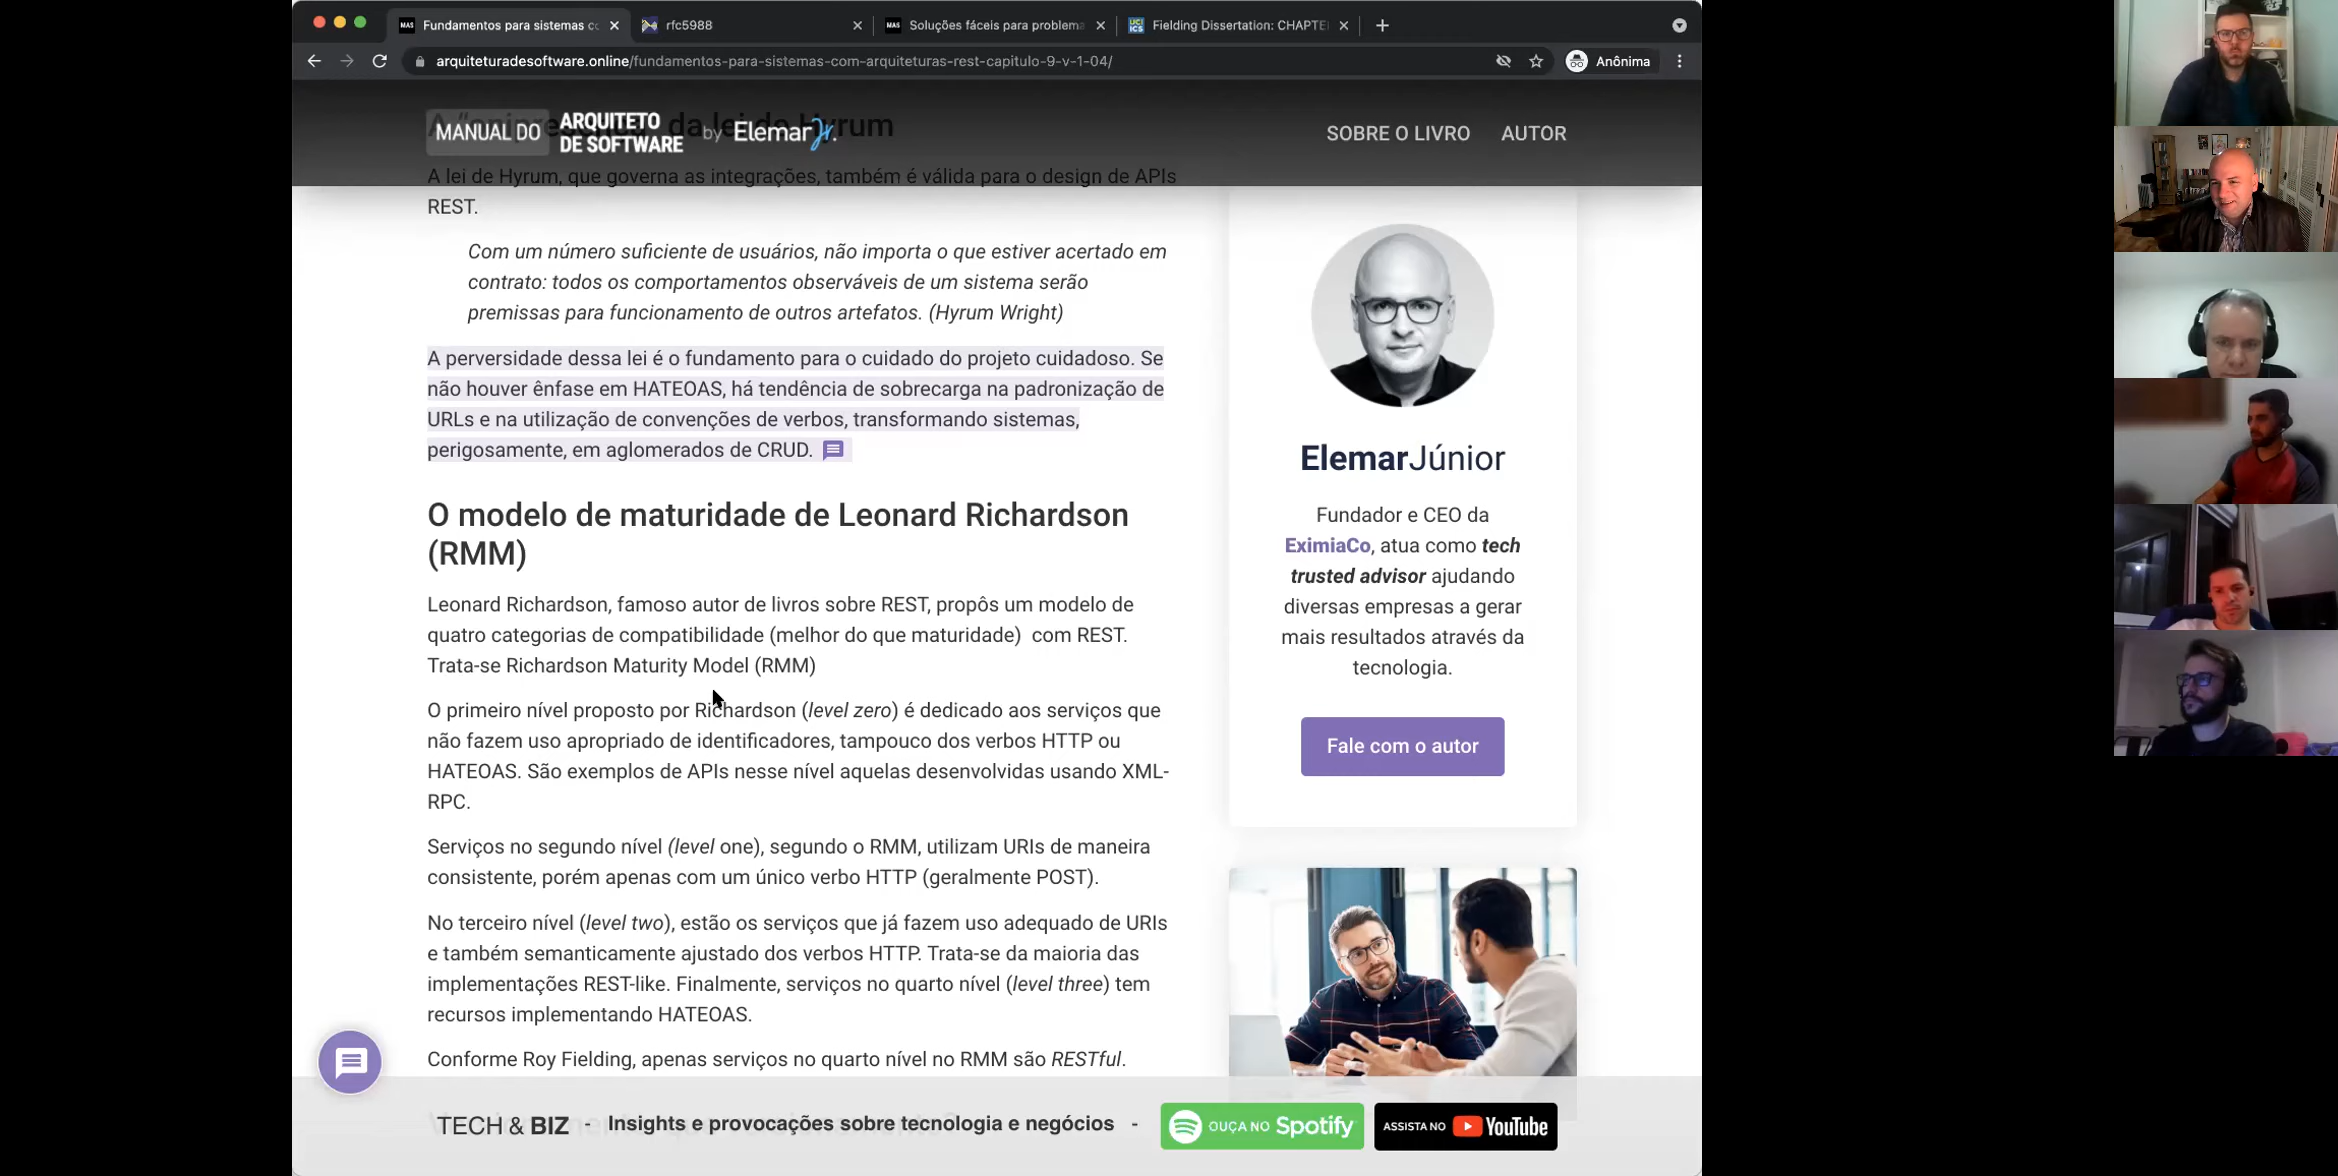 Fundamentos para sistemas co
rfc5988
Soluções fáceis para problema
Fielding Dissertation: CHAPTE
arquiteturadesoftware.online/fundamentos-para-sistemas-com-arquiteturas-rest-capitulo-9-v-1-04/
Anônima
MANUAL DO ARQUITETO DE SOFTWARE by Elemar Jr.
SOBRE O LIVRO AUTOR
da lei de Hyrum
A lei de Hyrum, que governa as integrações, também é válida para o design de APIs
REST.
Com um número suficiente de usuários, não importa o que estiver acertado em
contrato: todos os comportamentos observáveis de um sistema serão
premissas para funcionamento de outros artefatos. (Hyrum Wright)
A perversidade dessa lei é o fundamento para o cuidado do projeto cuidadoso. Se
não houver ênfase em HATEOAS, há tendência de sobrecarga na padronização de
URLs e na utilização de convenções de verbos, transformando sistemas,
perigosamente, em aglomerados de CRUD.
O modelo de maturidade de Leonard Richardson
(RMM)
Leonard Richardson, famoso autor de livros sobre REST, propôs um modelo de
quatro categorias de compatibilidade (melhor do que maturidade)  com REST.
Trata-se Richardson Maturity Model (RMM)
O primeiro nível proposto por Richardson (level zero) é dedicado aos serviços que
não fazem uso apropriado de identificadores, tampouco dos verbos HTTP ou
HATEOAS. São exemplos de APIs nesse nível aquelas desenvolvidas usando XML-
RPC.
Serviços no segundo nível (level one), segundo o RMM, utilizam URIs de maneira
consistente, porém apenas com um único verbo HTTP (geralmente POST).
No terceiro nível (level two), estão os serviços que já fazem uso adequado de URIs
e também semanticamente ajustado dos verbos HTTP. Trata-se da maioria das
implementações REST-like. Finalmente, serviços no quarto nível (level three) tem
recursos implementando HATEOAS.
Conforme Roy Fielding, apenas serviços no quarto nível no RMM são RESTful.
ElemarJúnior
Fundador e CEO da
EximiaCo, atua como tech
trusted advisor ajudando
diversas empresas a gerar
mais resultados através da
tecnologia.
Fale com o autor
TECH & BIZ - Insights e provocações sobre tecnologia e negócios -
OUÇA NO Spotify
ASSISTA NO YouTube
MAS
MAS
UCI
ICS